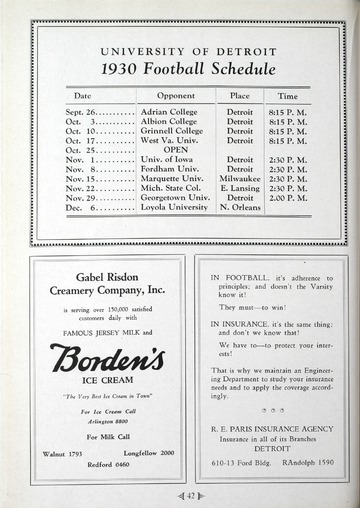 UNIVERSITY OF DETROIT
1930 Football Schedule
Date Opponent Place Time
Sept. 26.......... Adrian College Detroit 8:15 P. M.
Oct. 3.......... Albion College Detroit 8:15 P. M.
Oct. 10.......... Grinnell College Detroit 8:15 P. M.
Oct. 17.......... West Va. Univ. Detroit 8:15 P. M.
Oct. 25.......... OPEN
Nov. 1.......... Univ. of Iowa Detroit 2:30 P. M.
Nov. 8.......... Fordham Univ. Detroit 2:30 P. M.
Nov. 15.......... Marquette Univ. Milwaukee 2:30 P. M.
Nov. 22.......... Mich. State Col. E. Lansing 2:30 P. M.
Nov. 29.......... Georgetown Univ. Detroit 2.00 P. M.
Dec. 6.......... Loyola University N. Orleans
Gabel Risdon
Creamery Company, Inc.
is serving over 150,000 satisfied
customers daily with
FAMOUS JERSEY MILK and
Borden's
ICE CREAM
"The Very Best Ice Cream in Town"
For Ice Cream Call
Arlington 8800
For Milk Call
Walnut 1793 Longfellow 2000
Redford 0460
IN FOOTBALL, it's adherence to
principles; and doesn't the Varsity
know it!
They must—to win!
IN INSURANCE, it's the same thing;
and don't we know that!
We have to—to protect your inter-
ests!
That is why we maintain an Engineer-
ing Department to study your insurance
needs and to apply the coverage accord-
ingly.
R. E. PARIS INSURANCE AGENCY
Insurance in all of its Branches
DETROIT
610-13 Ford Bldg. RAndolph 1590
42